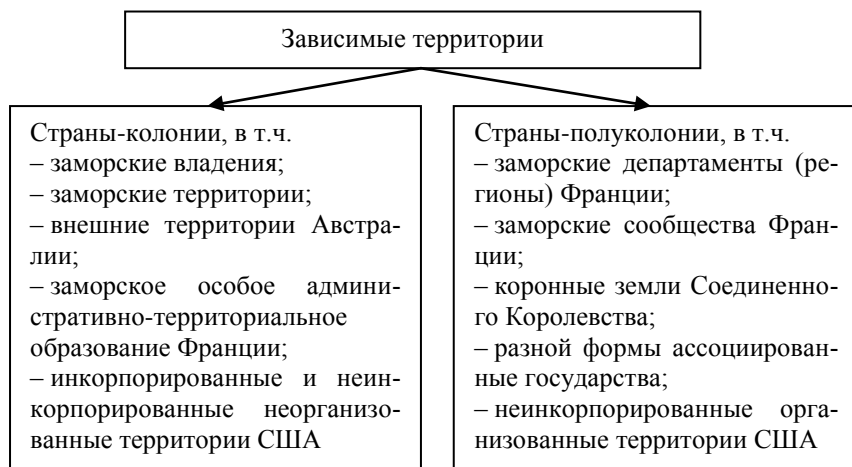 Зависимые территории
Страны-колонии, в т.ч.
– заморские владения;
– заморские территории;
– внешние территории Австра-
лии;
– заморское особое админи-
стративно-территориальное
образование Франции;
– инкорпорированные и неин-
корпорированные неорганизо-
ванные территории США
Страны-полуколонии, в т.ч.
– заморские департаменты (ре-
гионы) Франции;
– заморские сообщества Фран-
ции;
– коронные земли Соединенно-
го Королевства;
– разной формы ассоциирован-
ные государства;
– неинкорпорированные орга-
низованные территории США